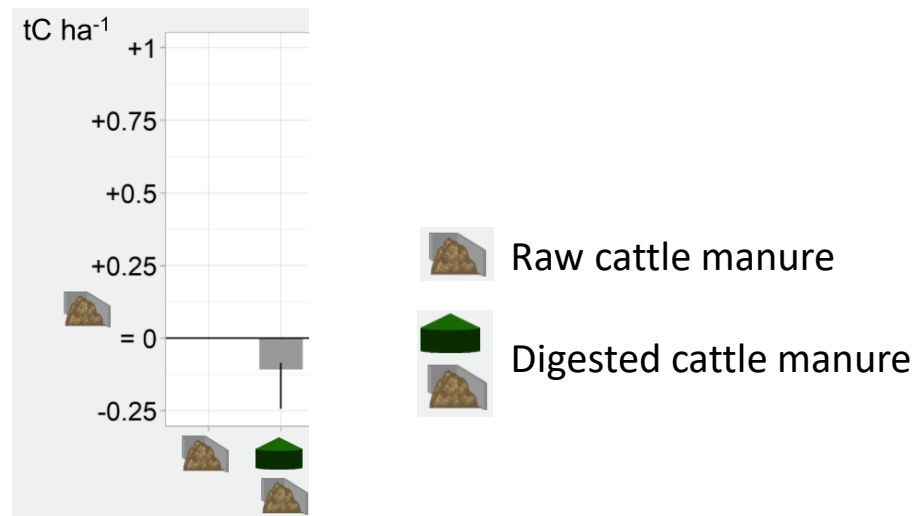 tC ha⁻¹
+1
+0.75
+0.5
+0.25
= 0
-0.25
Raw cattle manure
Digested cattle manure